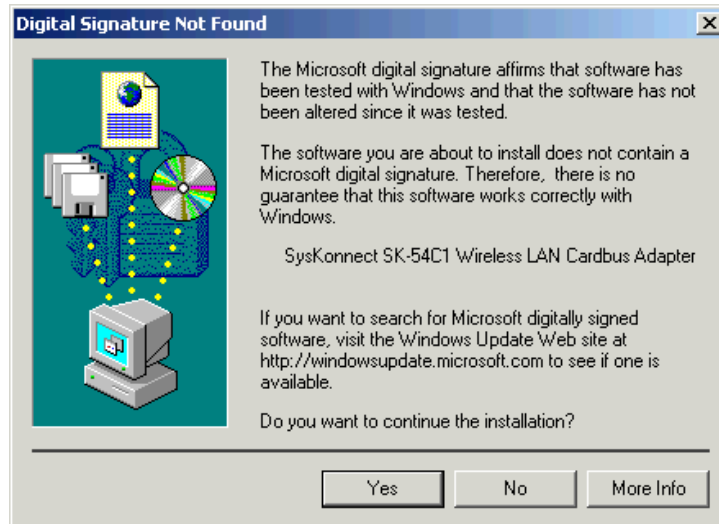 Digital Signature Not Found
The Microsoft digital signature affirms that software has
been tested with Windows and that the software has not
been altered since it was tested.
The software you are about to install does not contain a
Microsoft digital signature. Therefore,  there is no
guarantee that this software works correctly with
Windows.
SysKonnect SK-54C1 Wireless LAN Cardbus Adapter
If you want to search for Microsoft digitally signed
software, visit the Windows Update Web site at
http://windowsupdate.microsoft.com to see if one is
available.
Do you want to continue the installation?
Yes No More Info